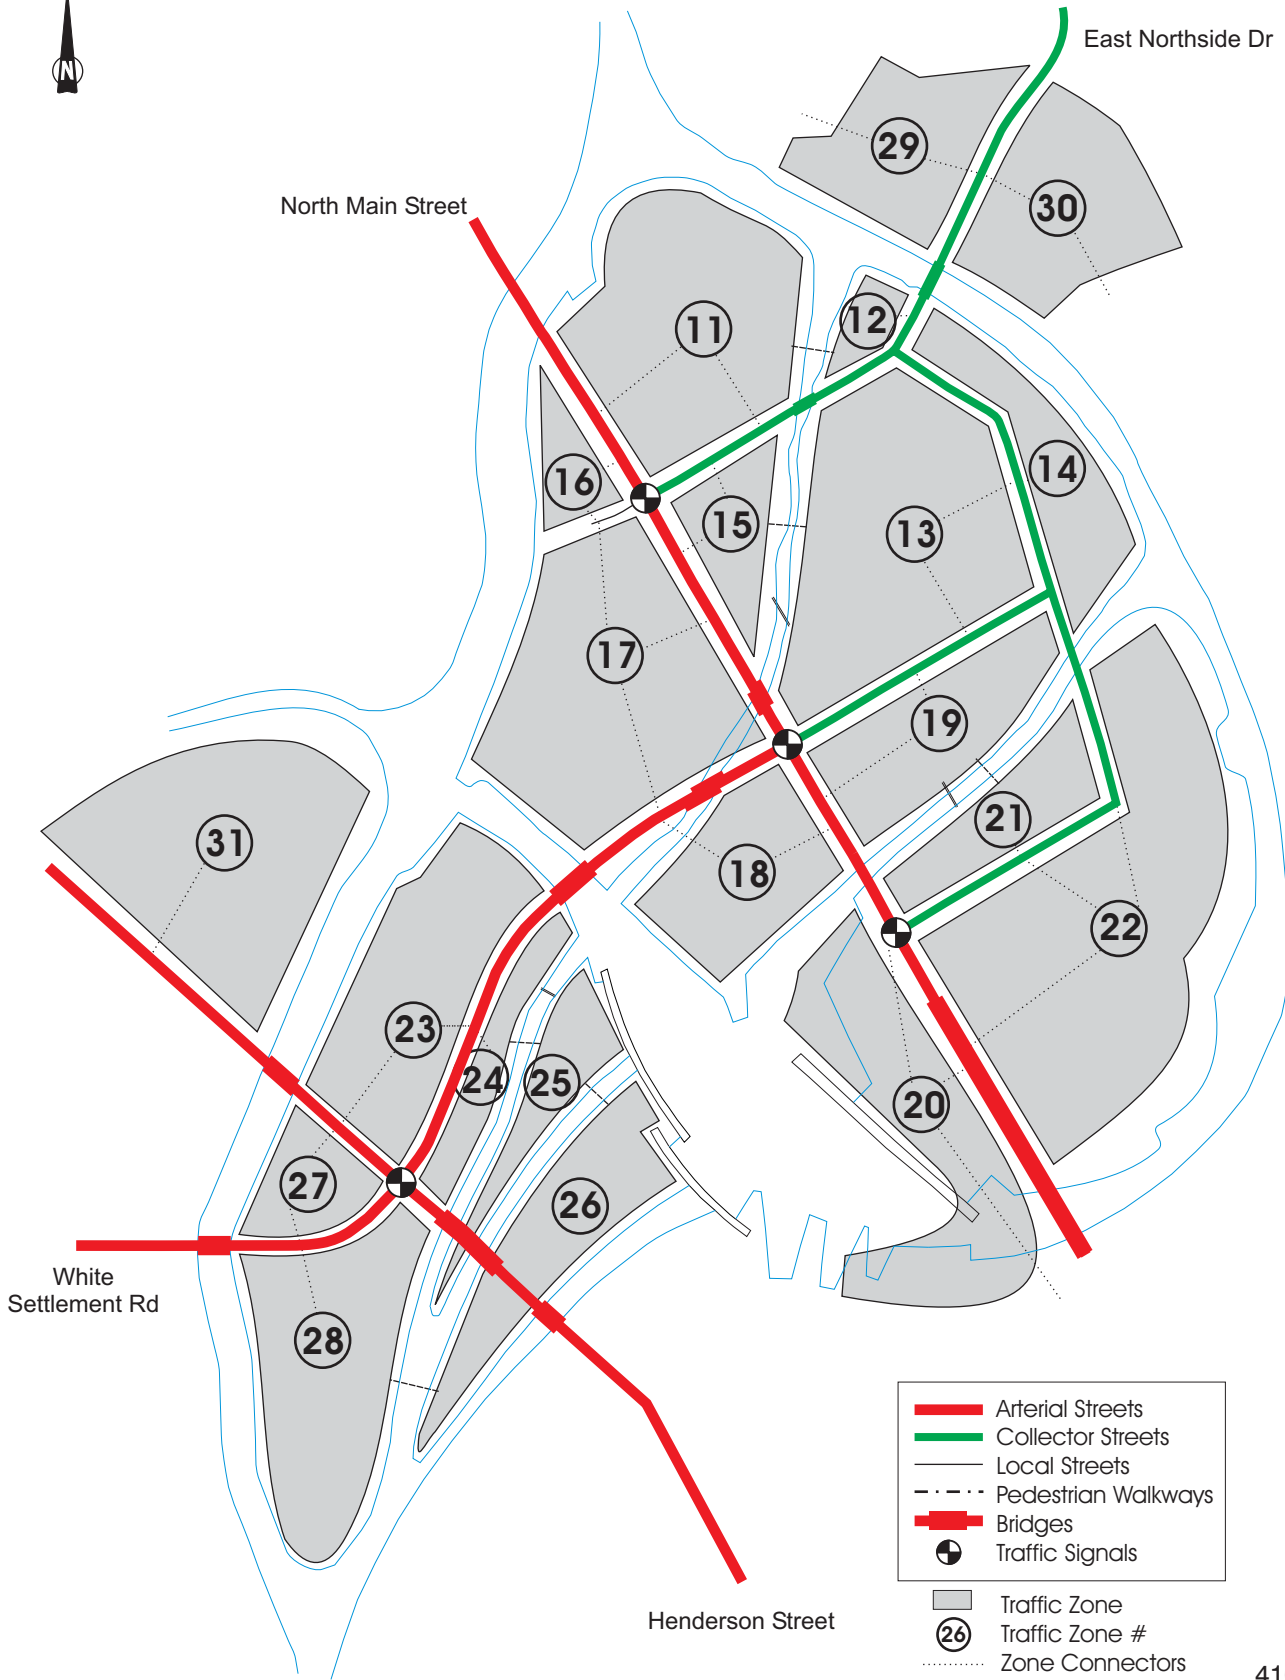 N
East Northside Dr
29
30
North Main Street
12
11
14
16
15
13
17
19
21
31
18
22
23
24
25
20
27
26
White
Settlement Rd
28
Arterial Streets
Collector Streets
Local Streets
Pedestrian Walkways
Bridges
Traffic Signals
Traffic Zone
Henderson Street
26
Traffic Zone #
Zone Connectors
41